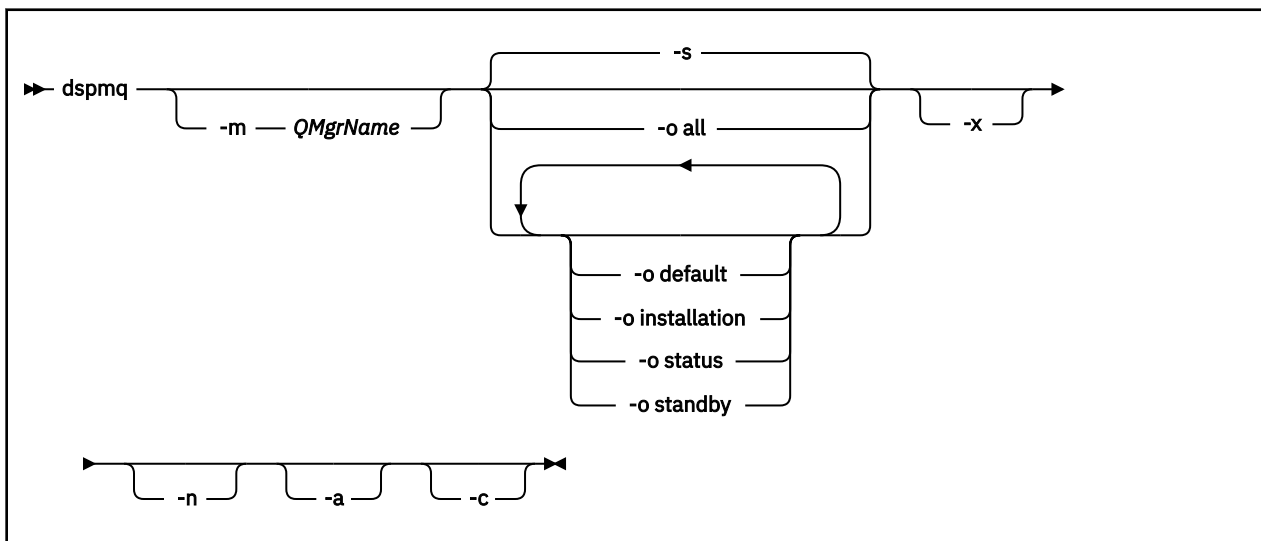 -s
dspmq
-m QMgrName
-o all
-x
-o default
-o installation
-o status
-o standby
-n -a -c